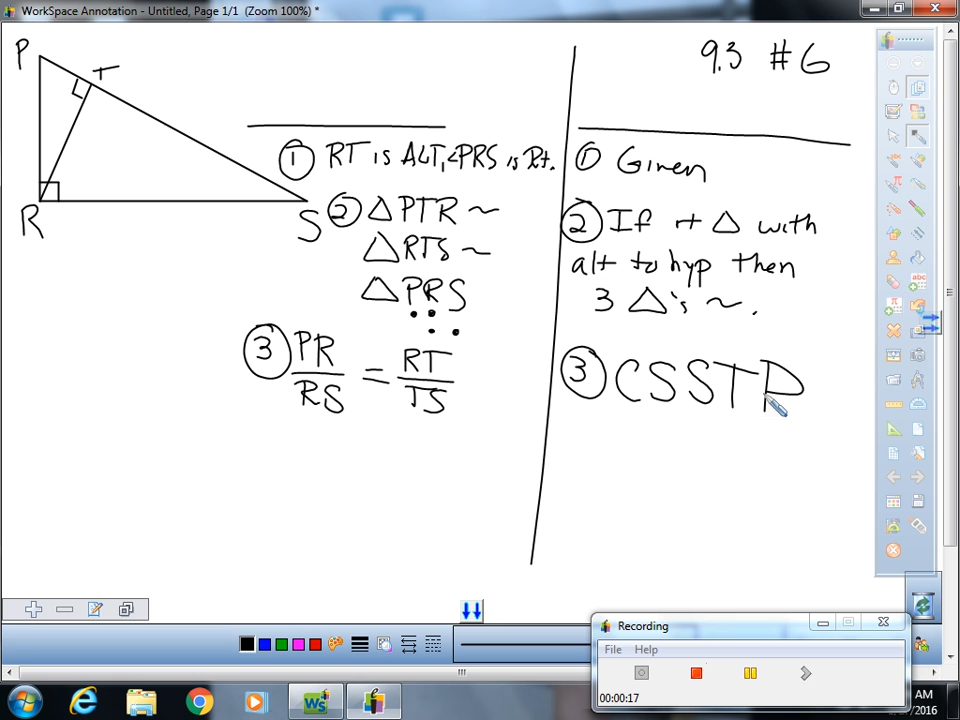 WorkSpace Annotation - Untitled, Page 1/1 (Zoom 100%) *
9.3 #6
P
T
R
S
① RT is ALT, <PRS is Rt.
② △PTR ~
△RTS ~
△PRS
③ PR/RS = RT/TS
① Given
② If rt △ with
alt to hyp then
3 △'s ~.
③ CSSTP
abc
Recording
File Help
00:00:17
AM
/2016